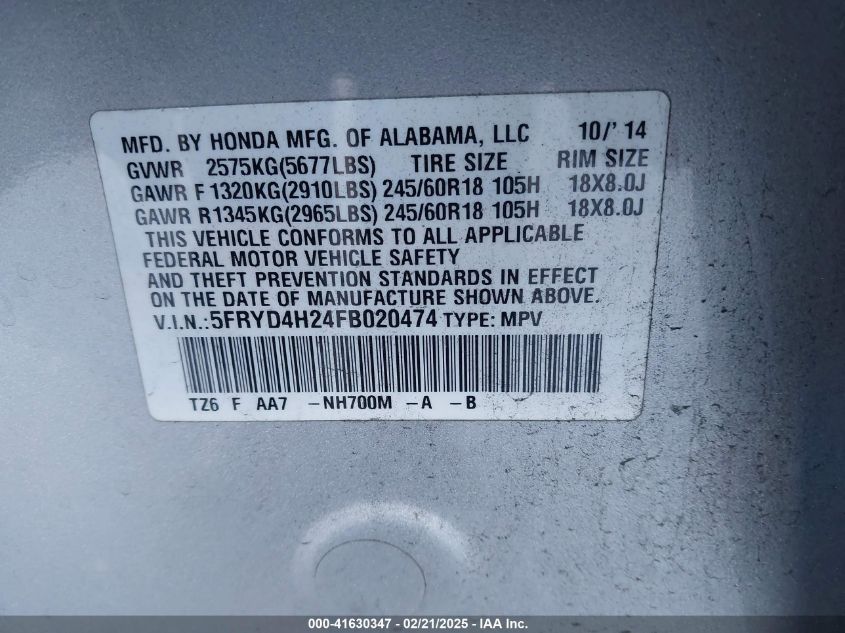 MFD. BY HONDA MFG. OF ALABAMA, LLC 10/' 14
GVWR 2575KG(5677LBS) TIRE SIZE RIM SIZE
GAWR F 1320KG(2910LBS) 245/60R18 105H 18X8.0J
GAWR R1345KG(2965LBS) 245/60R18 105H 18X8.0J
THIS VEHICLE CONFORMS TO ALL APPLICABLE
FEDERAL MOTOR VEHICLE SAFETY
AND THEFT PREVENTION STANDARDS IN EFFECT
ON THE DATE OF MANUFACTURE SHOWN ABOVE.
V.I.N.:5FRYD4H24FB020474 TYPE: MPV
TZ6 F AA7 -NH700M -A -B
000-41630347 / 02/21/2025 - IAA Inc.